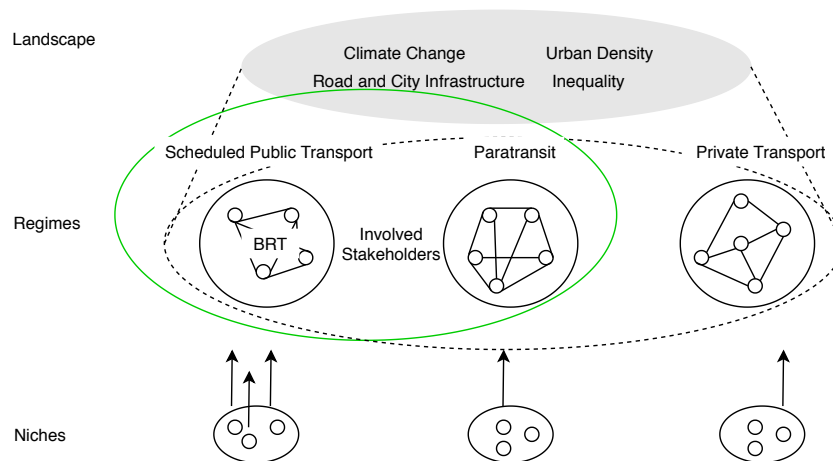 Landscape
Climate Change
Urban Density
Road and City Infrastructure
Inequality
Scheduled Public Transport
Paratransit
Private Transport
Regimes
BRT
Involved
Stakeholders
Niches